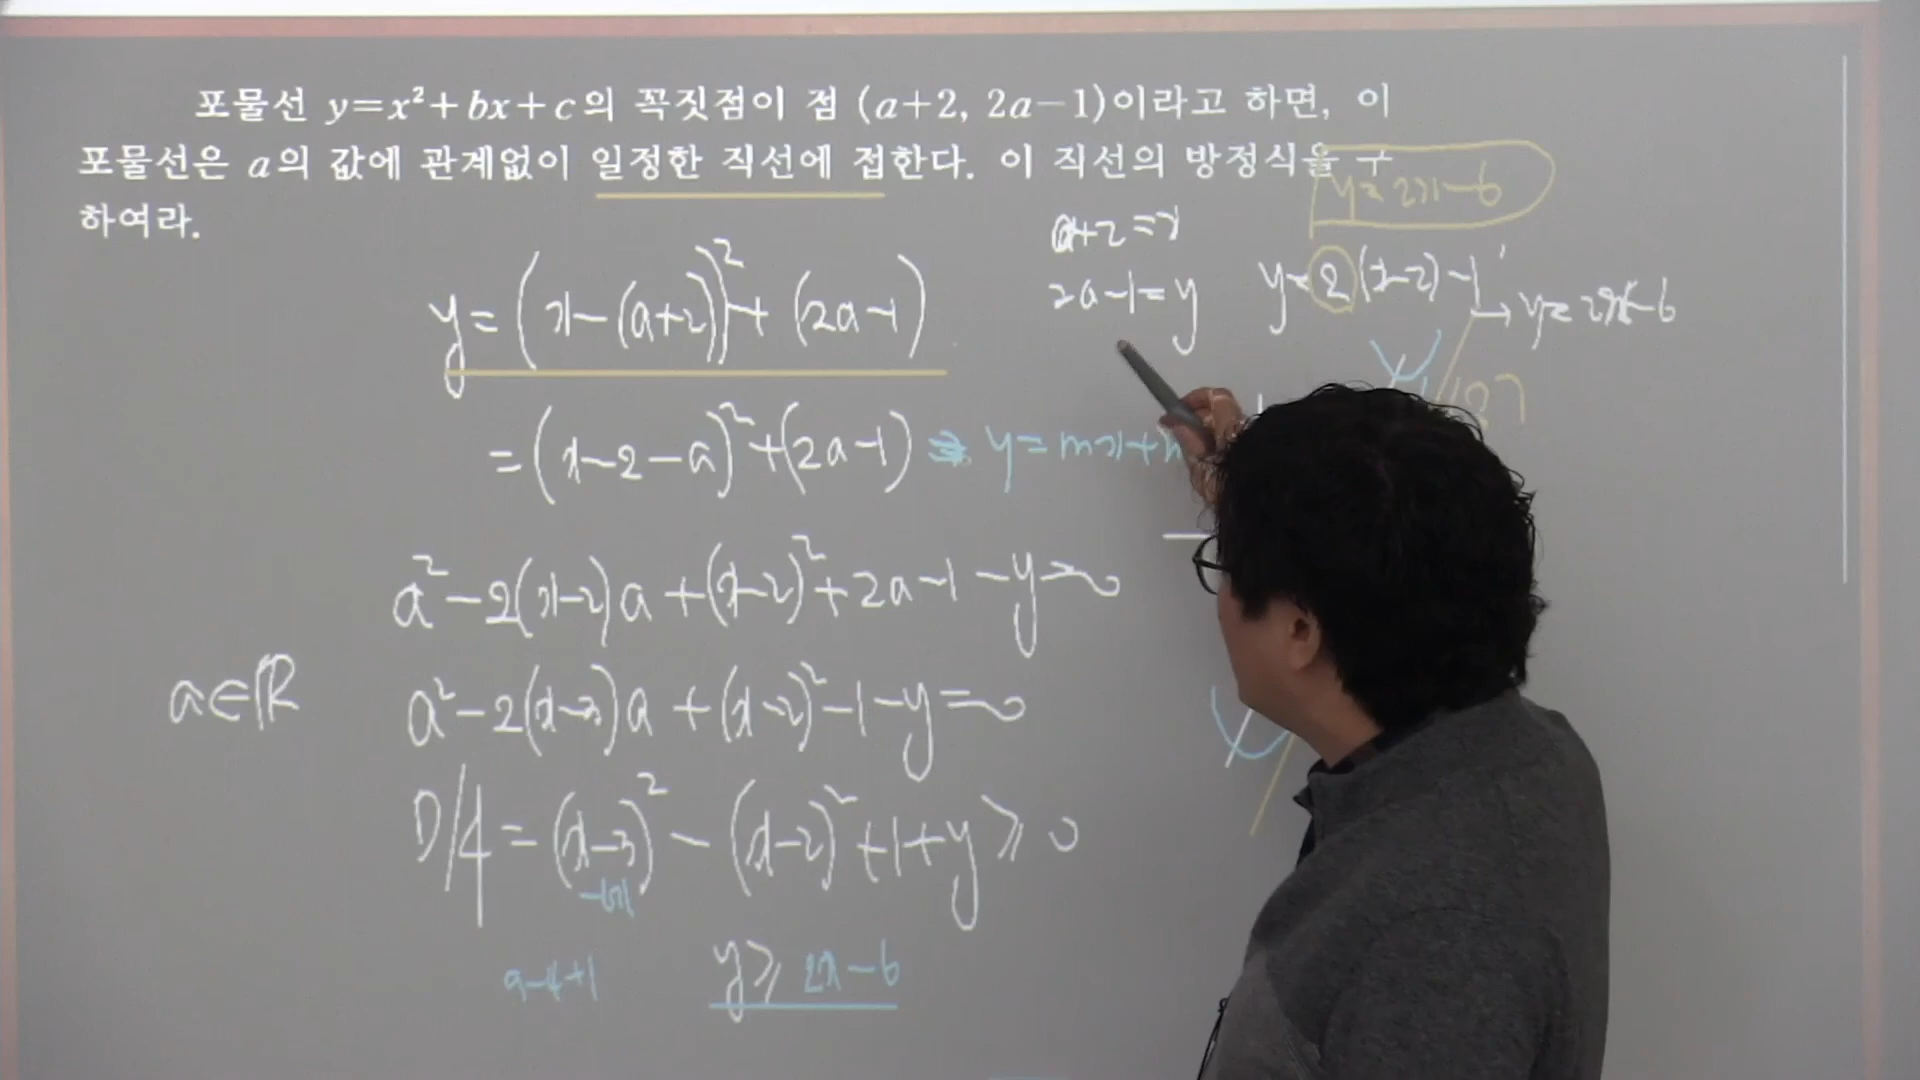 포물선 y=x²+bx+c의 꼭짓점이 점 (a+2, 2a−1)이라고 하면, 이
포물선은 a의 값에 관계없이 일정한 직선에 접한다. 이 직선의 방정식을 구
하여라.
y=2x-6
a+2=x
2a-1=y
y=2(x-2)-1
→ y=2x-6
y=(x-(a+2))²+(2a-1)
=(x-2-a)²+(2a-1)
y=mx+n
a²-2(x-2)a+(x-2)²+2a-1-y=0
a∈R
a²-2(x-3)a+(x-2)²-1-y=0
D/4=(x-3)²-(x-2)²+1+y≥0
-6x
9-4+1
y≥2x-6